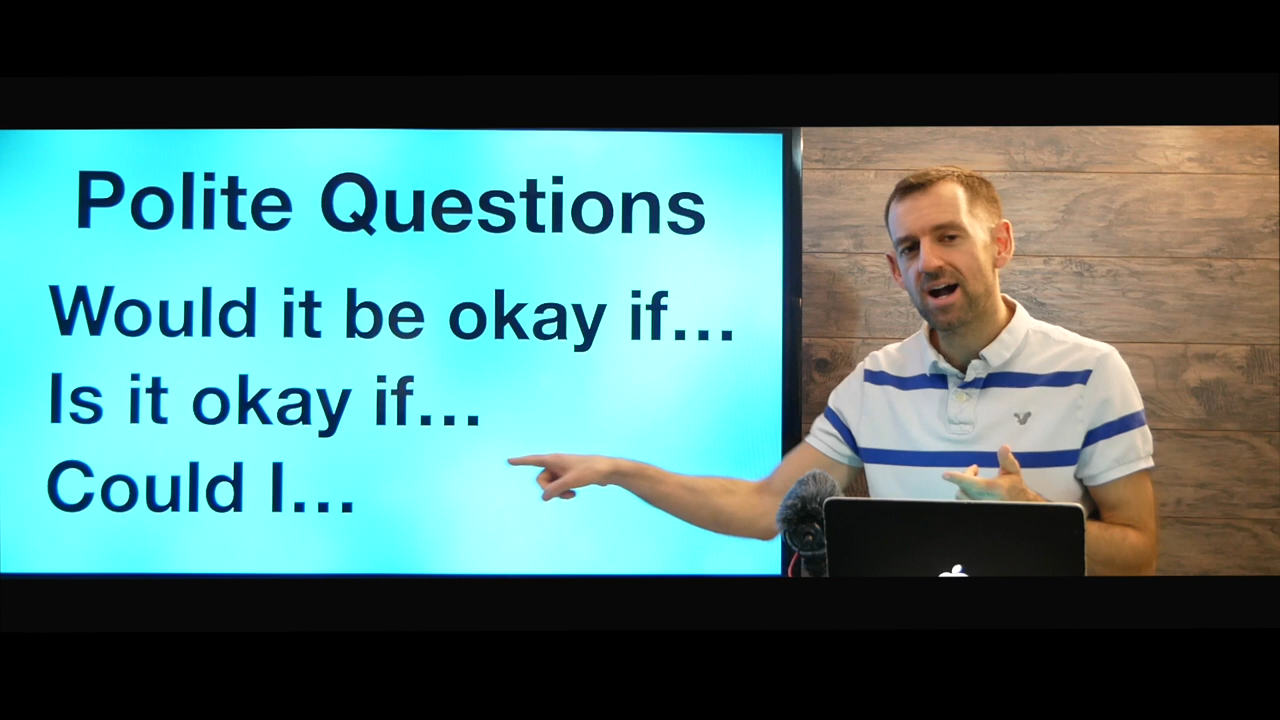 Polite Questions
Would it be okay if...
Is it okay if...
Could I...